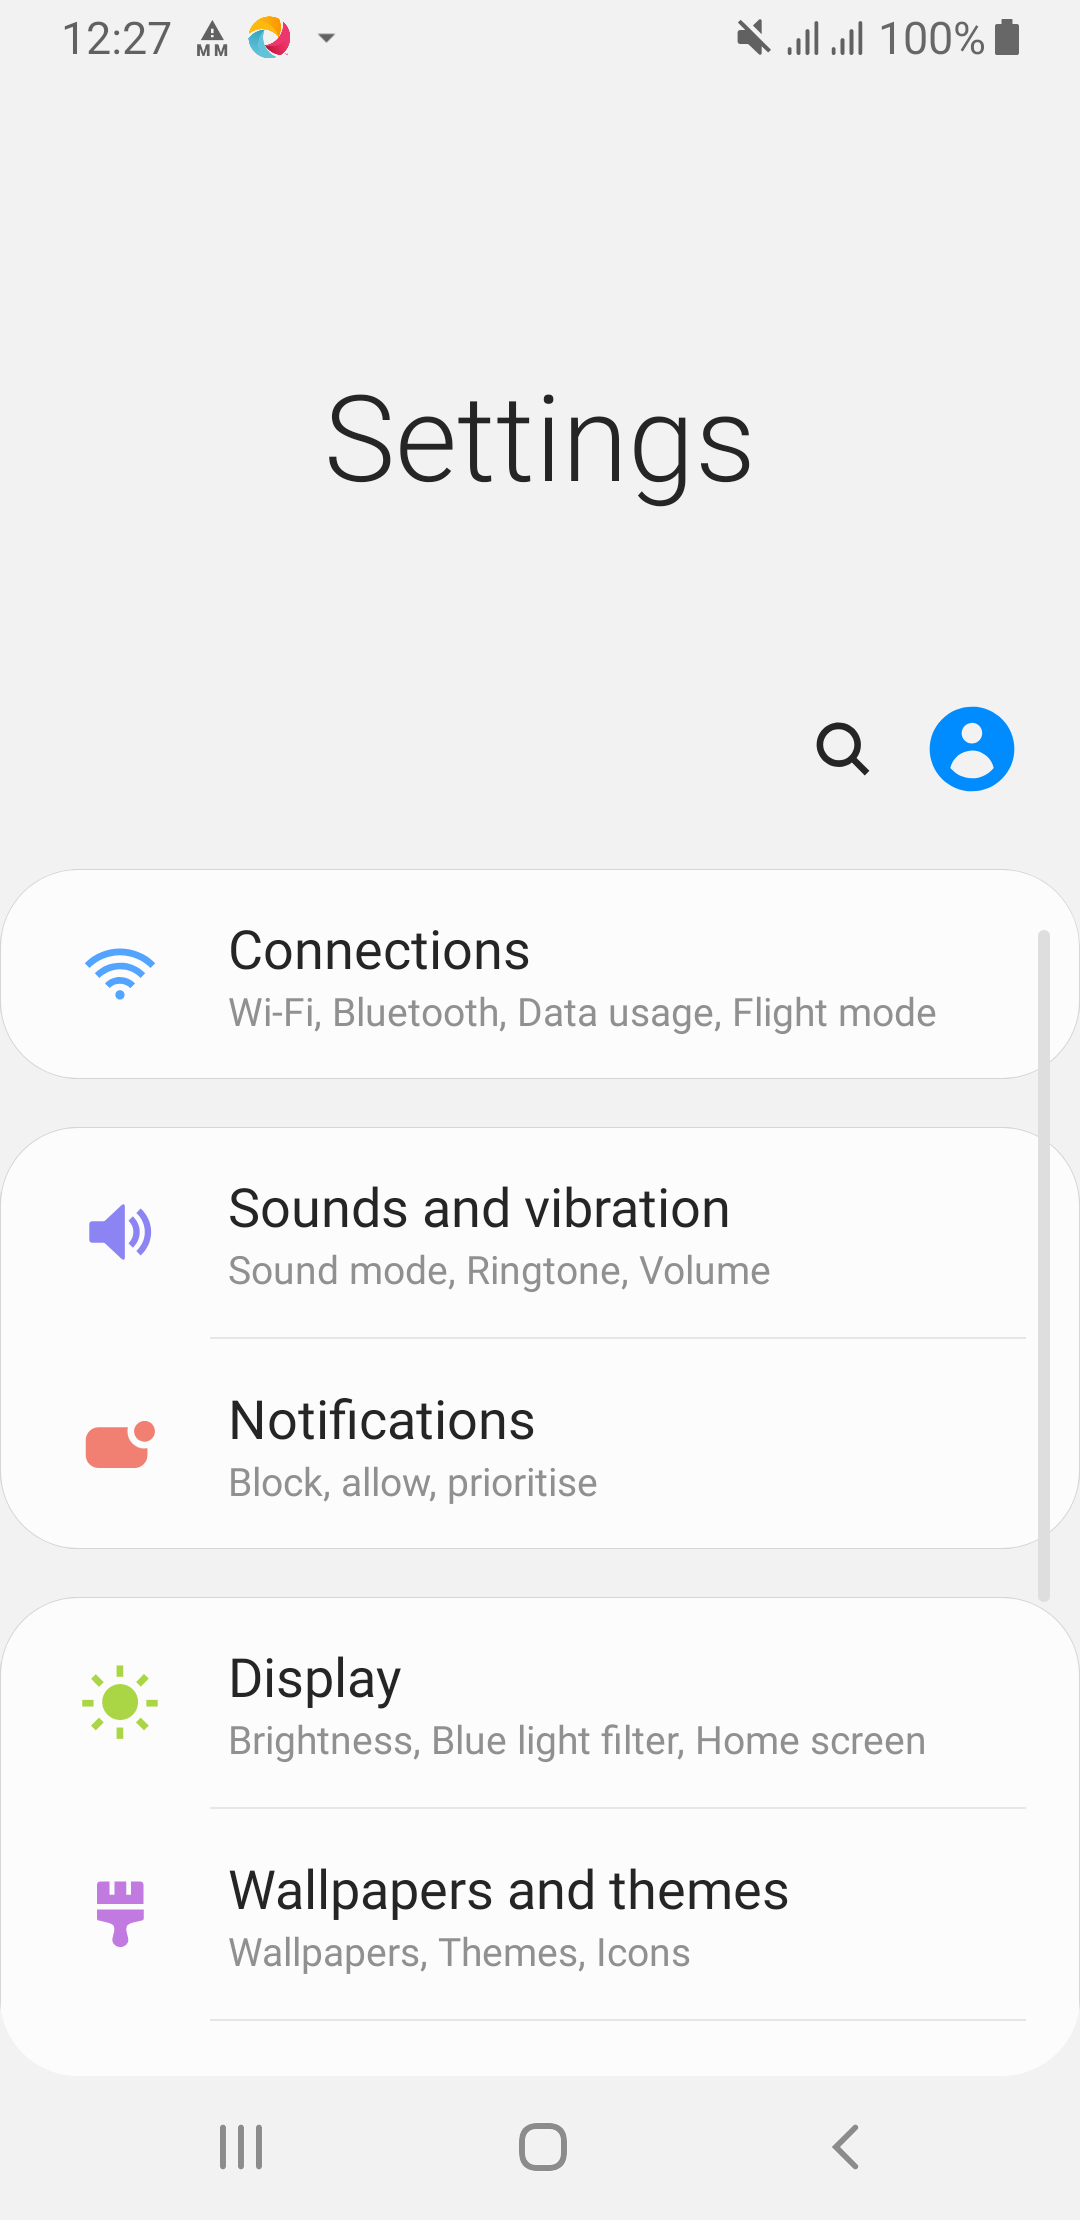 12:27 MM 100%
Settings
Connections
Wi-Fi, Bluetooth, Data usage, Flight mode
Sounds and vibration
Sound mode, Ringtone, Volume
Notifications
Block, allow, prioritise
Display
Brightness, Blue light filter, Home screen
Wallpapers and themes
Wallpapers, Themes, Icons